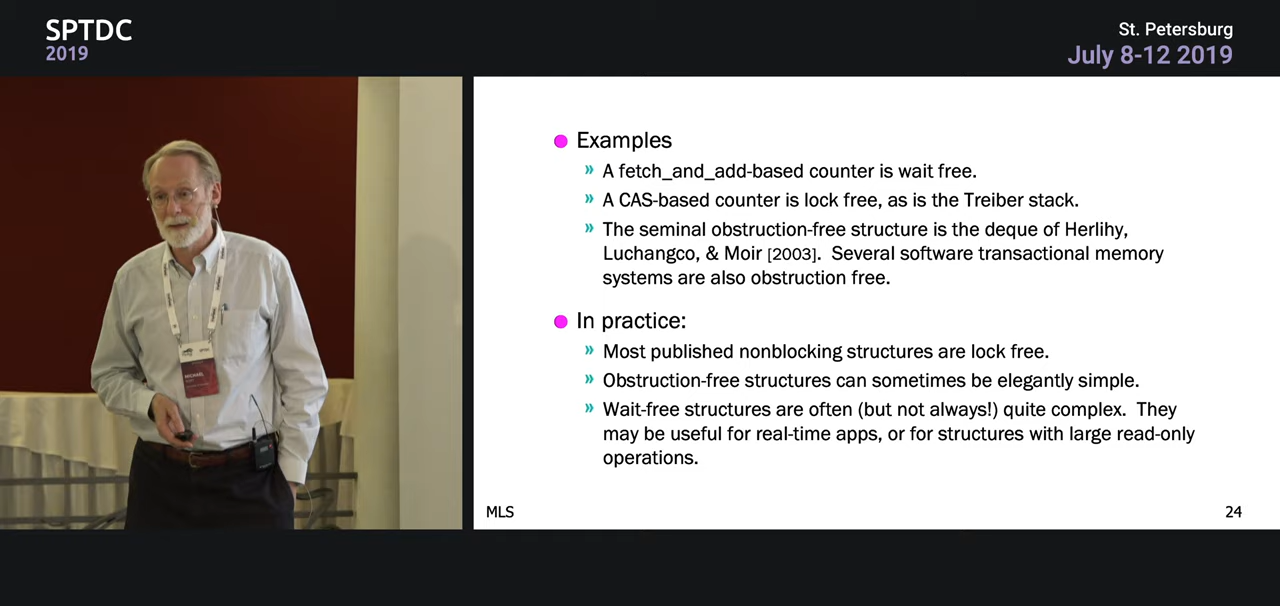 SPTDC
2019
St. Petersburg
July 8-12 2019
MICHAEL
Examples
» A fetch_and_add-based counter is wait free.
» A CAS-based counter is lock free, as is the Treiber stack.
» The seminal obstruction-free structure is the deque of Herlihy,
Luchangco, & Moir [2003]. Several software transactional memory
systems are also obstruction free.
In practice:
» Most published nonblocking structures are lock free.
» Obstruction-free structures can sometimes be elegantly simple.
» Wait-free structures are often (but not always!) quite complex. They
may be useful for real-time apps, or for structures with large read-only
operations.
MLS
24